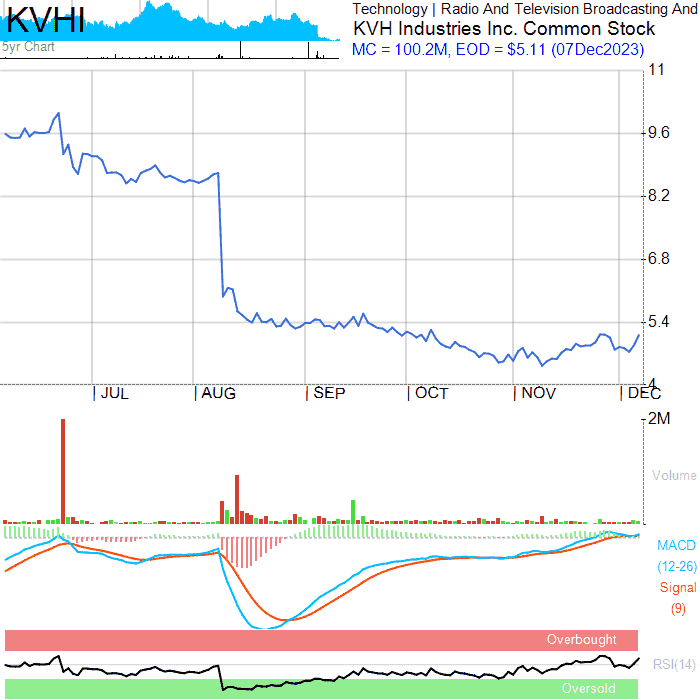 KVHI
5yr Chart
Technology | Radio And Television Broadcasting And
KVH Industries Inc. Common Stock
MC = 100.2M, EOD = $5.11 (07Dec2023)
11
9.6
8.2
6.8
5.4
4
JUL
AUG
SEP
OCT
NOV
DEC
2M
Volume
MACD
(12-26)
Signal
(9)
Overbought
RSI(14)
Oversold